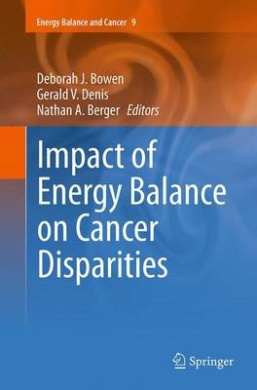 Energy Balance and Cancer 9
Deborah J. Bowen
Gerald V. Denis
Nathan A. Berger Editors
Impact of
Energy Balance
on Cancer
Disparities
Springer